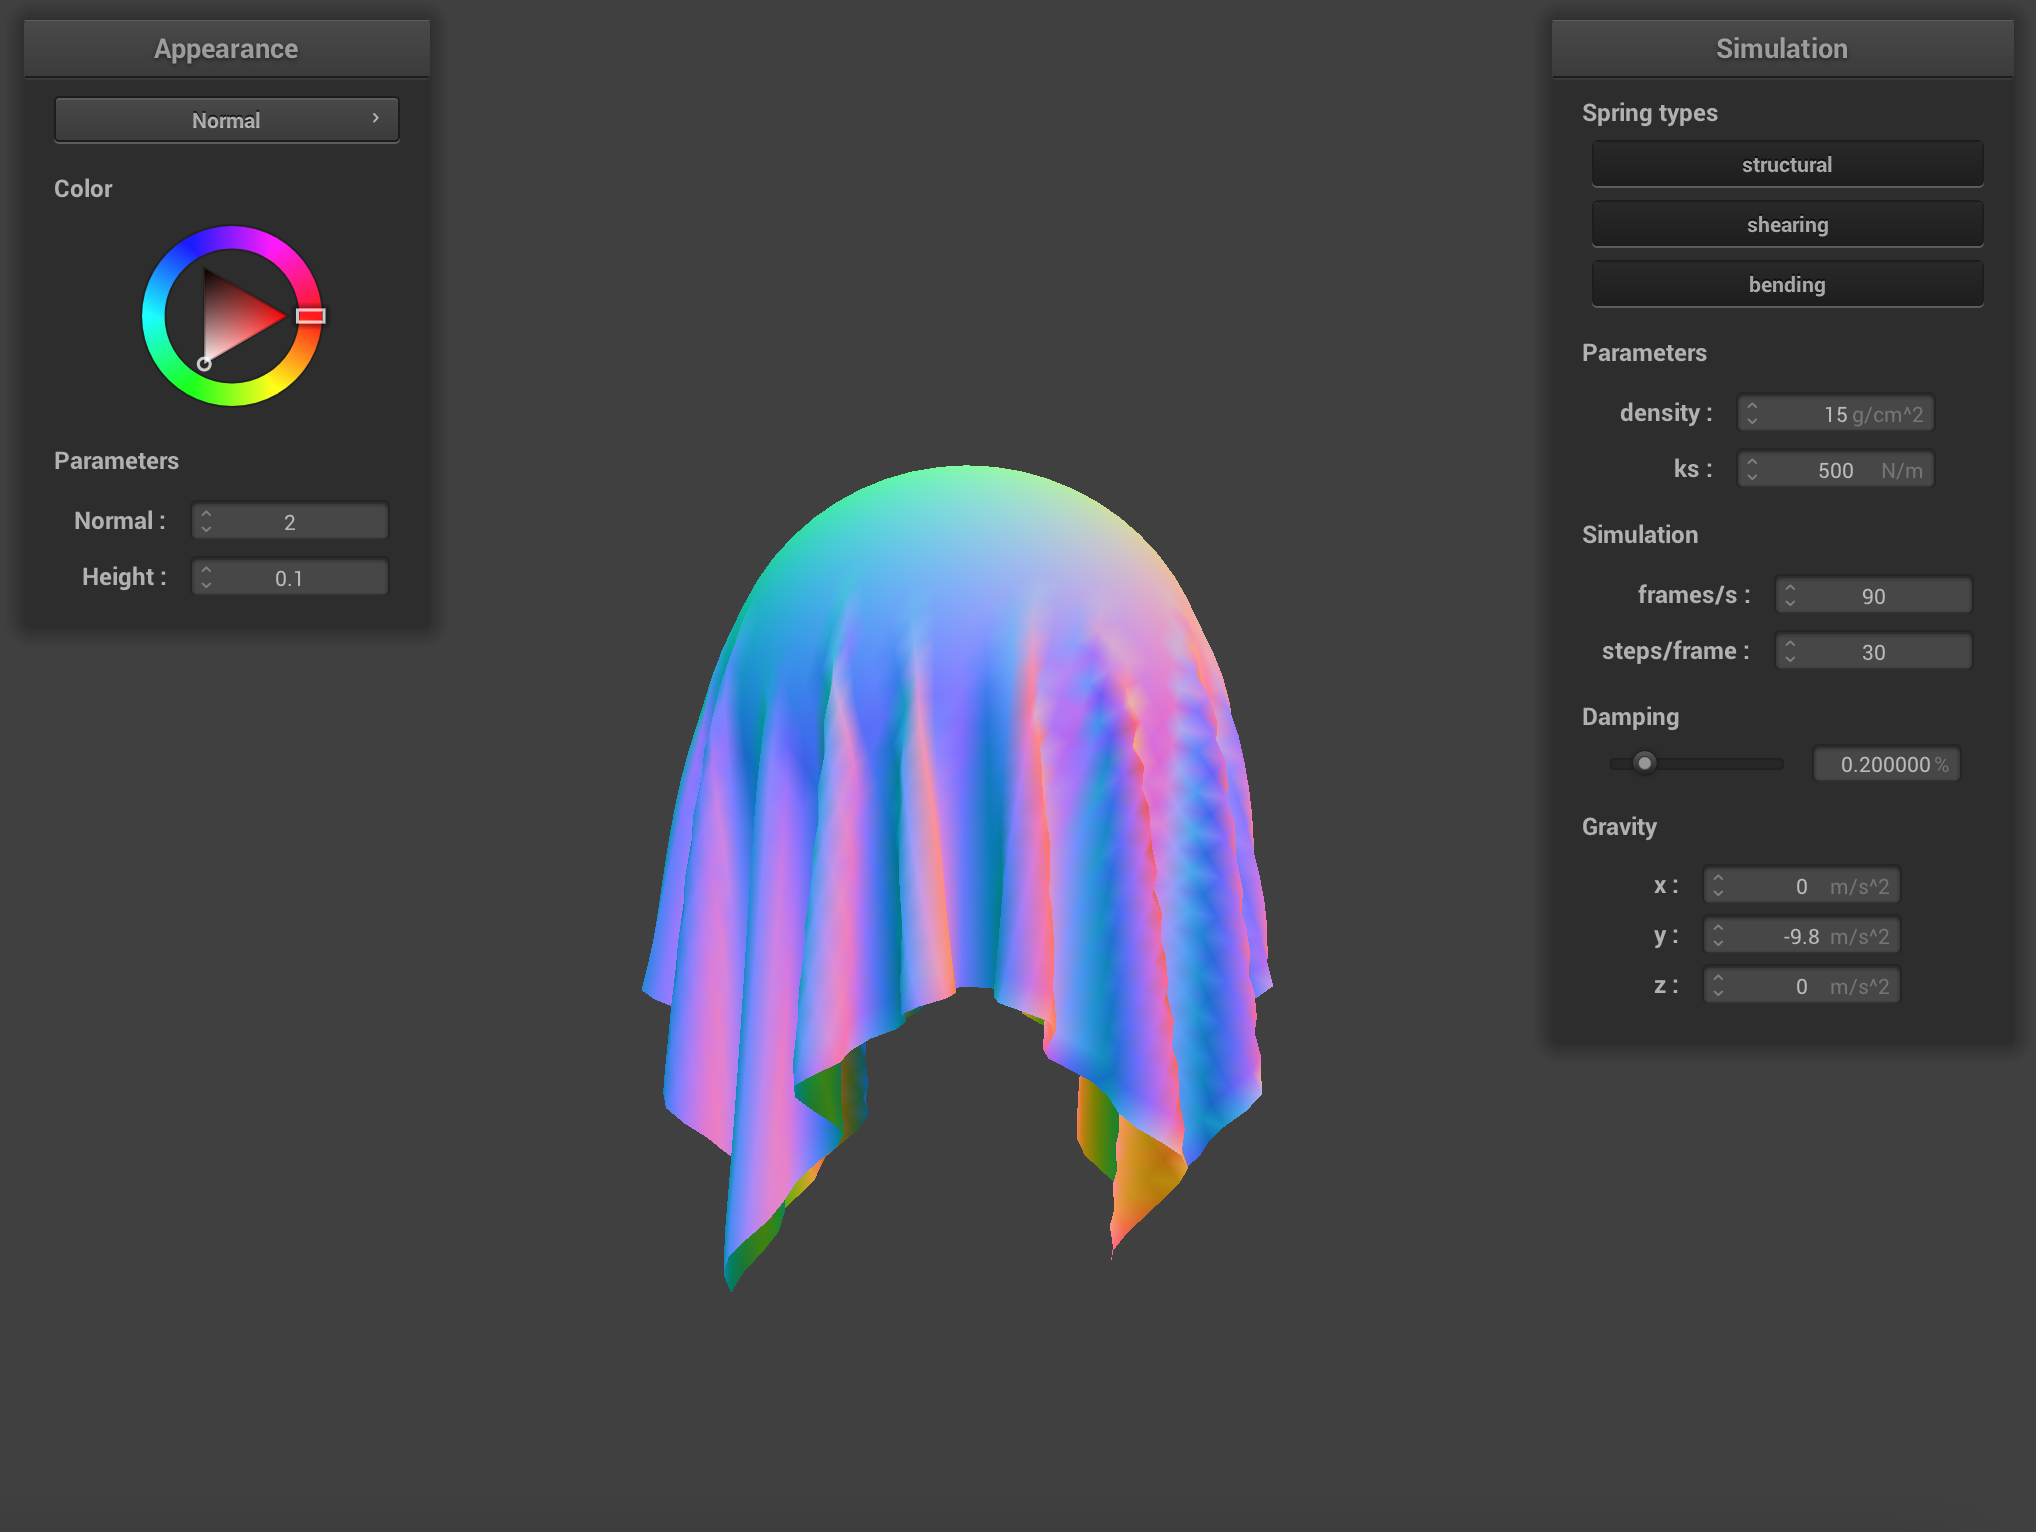 Appearance
Normal
Color
Parameters
Normal : 2
Height : 0.1
Simulation
Spring types
structural
shearing
bending
Parameters
density : 15 g/cm^2
ks : 500 N/m
Simulation
frames/s : 90
steps/frame : 30
Damping
0.200000 %
Gravity
x : 0 m/s^2
y : -9.8 m/s^2
z : 0 m/s^2